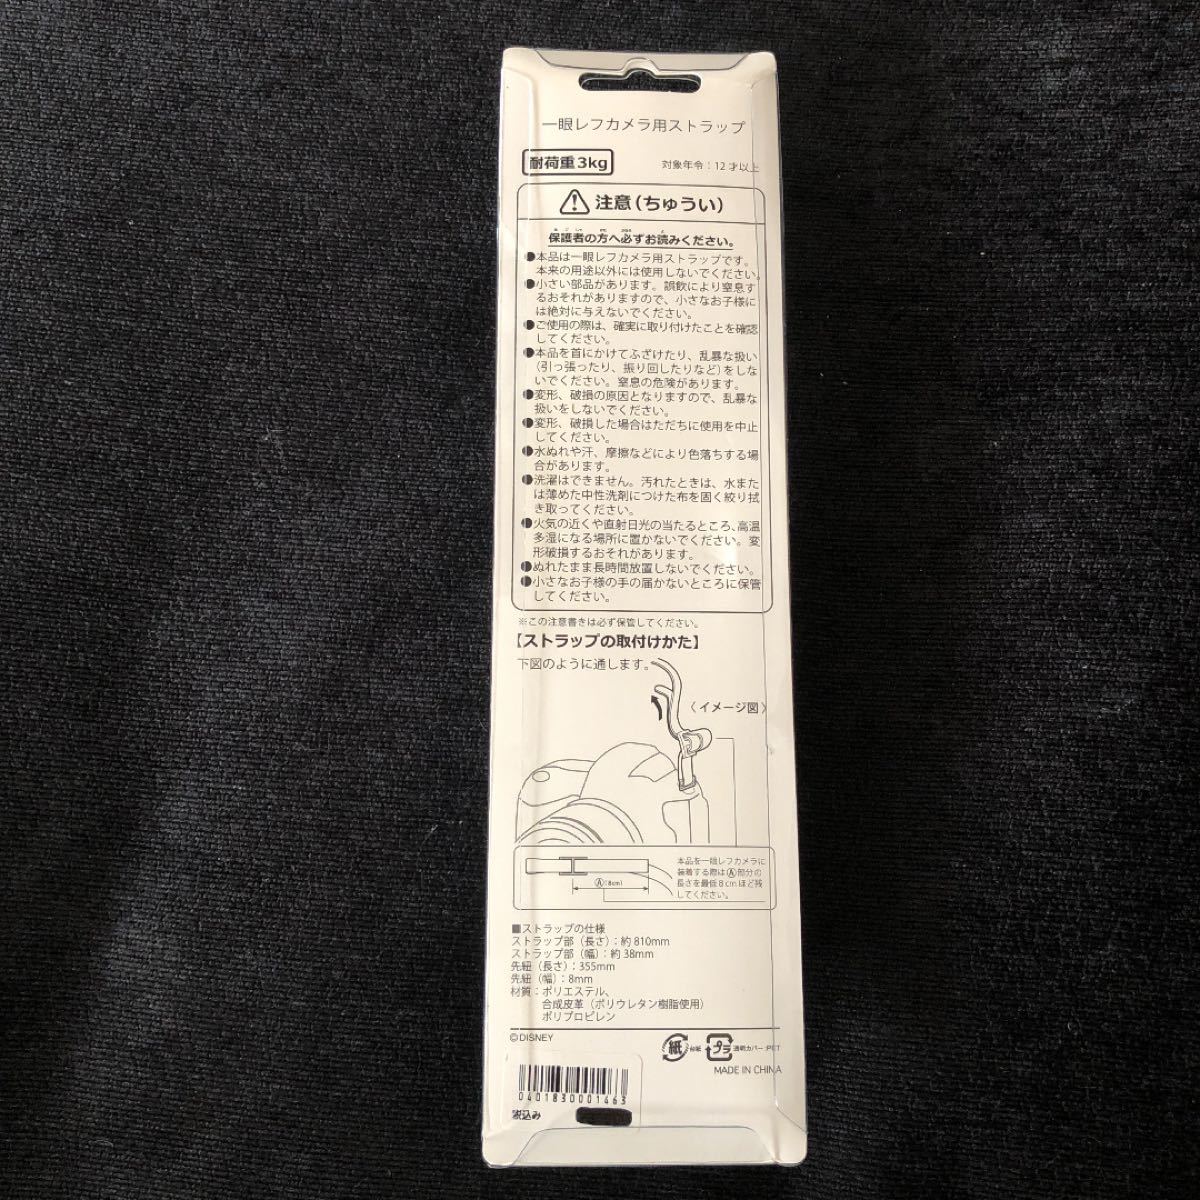 一眼レフカメラ用ストラップ
耐荷重3kg
対象年令：12才以上
注意(ちゅうい)
保護者の方へ必ずお読みください。
●本品は一眼レフカメラ用ストラップです。
本来の用途以外には使用しないでください。
●小さい部品があります。誤飲により窒息す
るおそれがありますので、小さなお子様に
は絶対に与えないでください。
●ご使用の際は、確実に取り付けたことを確認
してください。
●本品を首にかけてふざけたり、乱暴な扱い
(引っ張ったり、振り回したりなど)をしな
いでください。窒息の危険があります。
●変形、破損の原因となりますので、乱暴な
扱いをしないでください。
●変形、破損した場合はただちに使用を中止
してください。
●水ぬれや汗、摩擦などにより色落ちする場
合があります。
●洗濯はできません。汚れたときは、水また
は薄めた中性洗剤につけた布を固く絞り拭
き取ってください。
●火気の近くや直射日光の当たるところ、高温
多湿になる場所に置かないでください。変
形破損するおそれがあります。
●ぬれたまま長時間放置しないでください。
●小さなお子様の手の届かないところに保管
してください。
※この注意書きは必ず保管してください。
【ストラップの取付けかた】
下図のように通します。
〈イメージ図〉
Ⓐ(8cm)
本品を一眼レフカメラに
装着する際はⒶ部分の
長さを最低8cmほど残
してください。
■ストラップの仕様
ストラップ部（長さ）：約810mm
ストラップ部（幅）：約38mm
先紐（長さ）：355mm
先紐（幅）：8mm
材質：ポリエステル、
合成皮革（ポリウレタン樹脂使用）
ポリプロピレン
©DISNEY
紙 台紙 プラ 透明カバー:PET
MADE IN CHINA
0401830001463
税込み